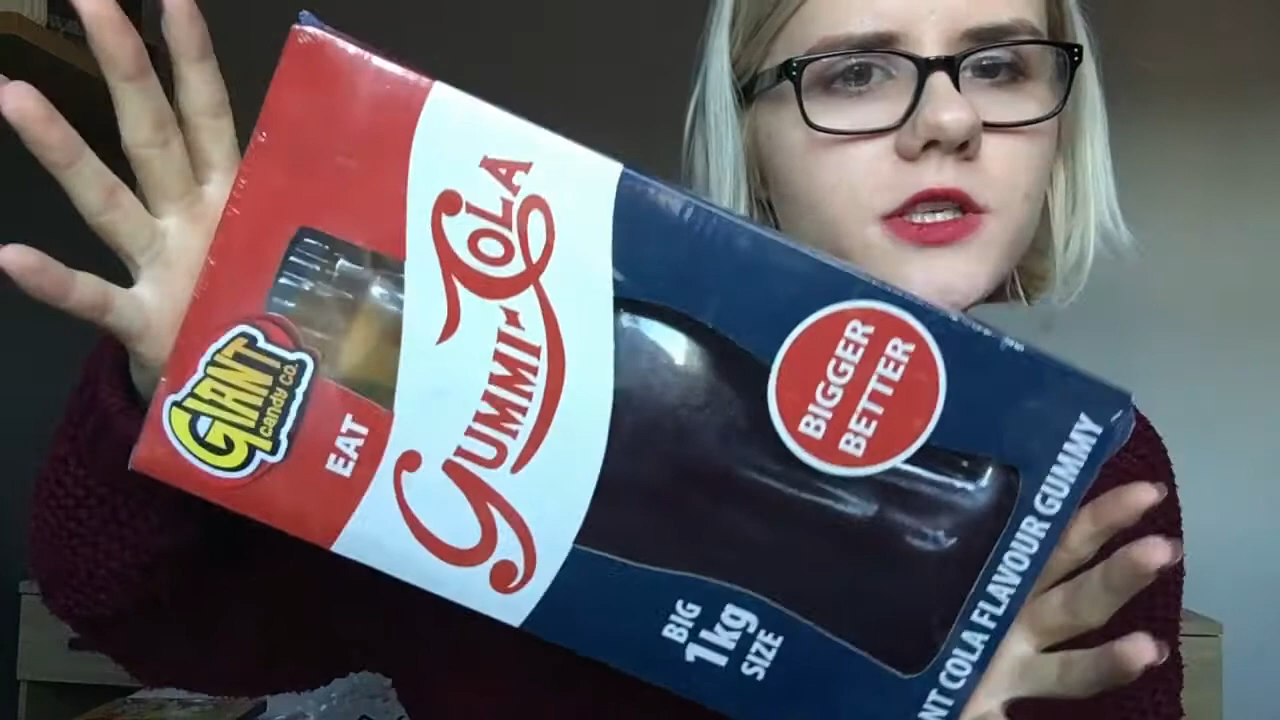 GIANT
Candy Co.
EAT
GUMMI-COLA
BIGGER
BETTER
BIG
1kg
SIZE
NT COLA FLAVOUR GUMMY